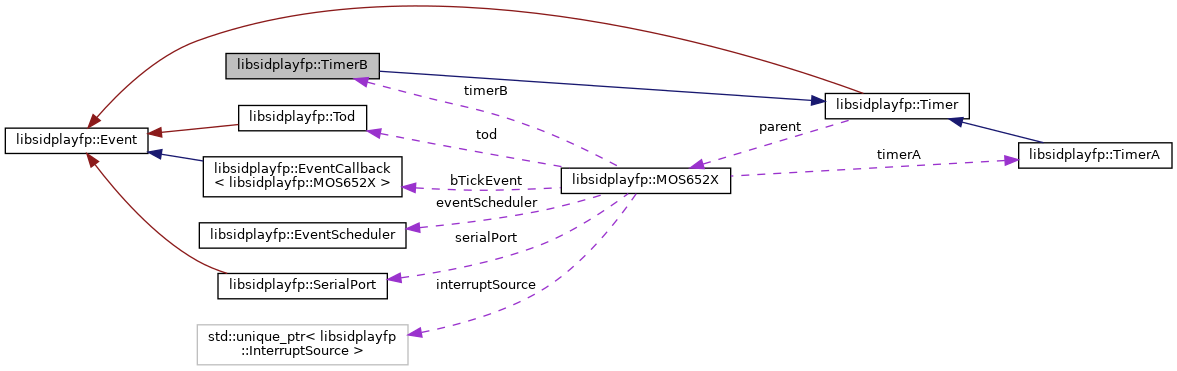 libsidplayfp::TimerB
timerB
libsidplayfp::Timer
libsidplayfp::Tod
parent
tod
libsidplayfp::Event
timerA
libsidplayfp::TimerA
libsidplayfp::EventCallback
< libsidplayfp::MOS652X >
bTickEvent
libsidplayfp::MOS652X
eventScheduler
libsidplayfp::EventScheduler
serialPort
libsidplayfp::SerialPort
interruptSource
std::unique_ptr< libsidplayfp
::InterruptSource >